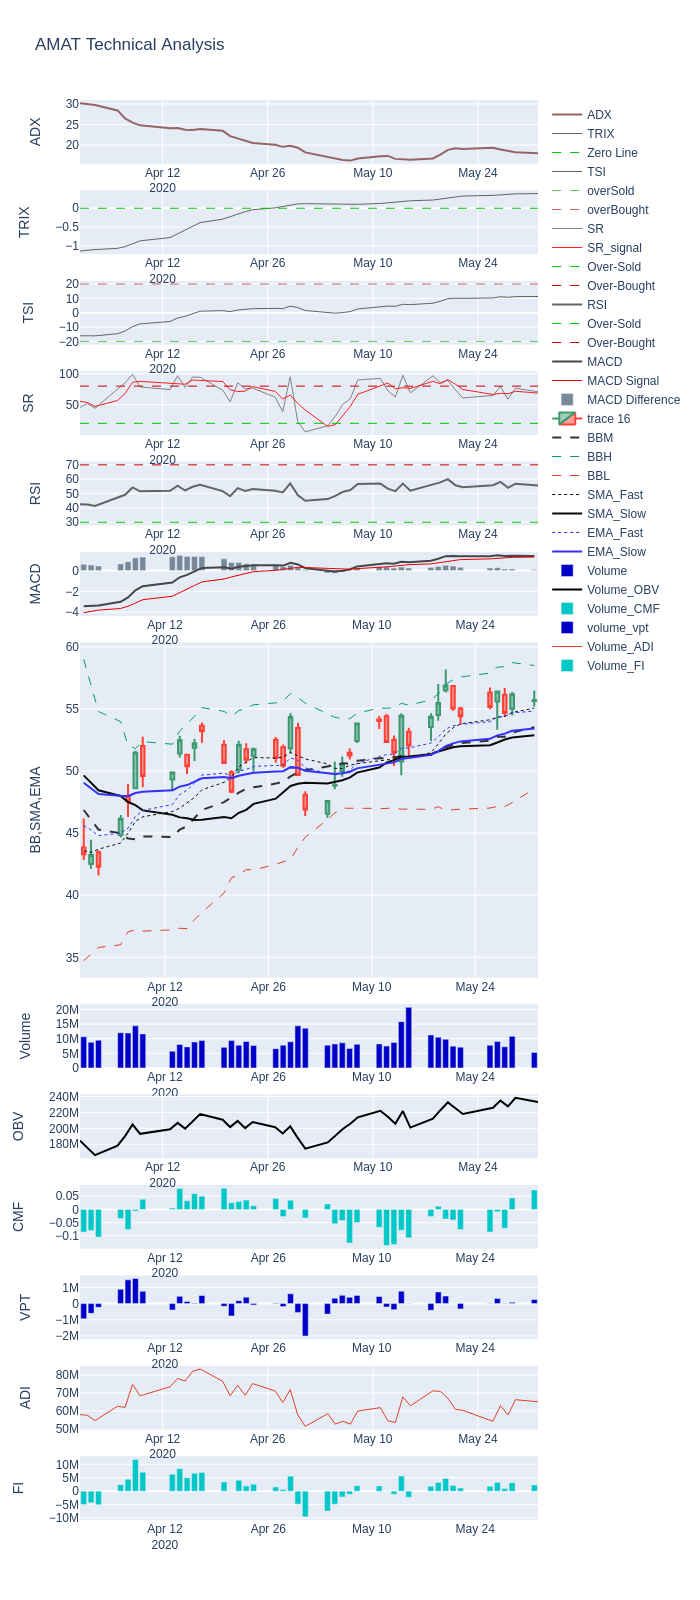 AMAT Technical Analysis
30
25
20
ADX
Apr 12
2020
Apr 26
May 10
May 24
0
−0.5
−1
TRIX
Apr 12
2020
Apr 26
May 10
May 24
20
10
0
−10
−20
TSI
Apr 12
2020
Apr 26
May 10
May 24
100
50
SR
Apr 12
2020
Apr 26
May 10
May 24
70
60
50
40
30
RSI
Apr 12
2020
Apr 26
May 10
May 24
0
−2
−4
MACD
Apr 12
2020
Apr 26
May 10
May 24
60
55
50
45
40
35
BB,SMA,EMA
Apr 12
2020
Apr 26
May 10
May 24
20M
15M
10M
5M
0
Volume
Apr 12
2020
Apr 26
May 10
May 24
240M
220M
200M
180M
OBV
Apr 12
2020
Apr 26
May 10
May 24
0.05
0
−0.05
−0.1
CMF
Apr 12
2020
Apr 26
May 10
May 24
1M
0
−1M
−2M
VPT
Apr 12
2020
Apr 26
May 10
May 24
80M
70M
60M
50M
ADI
Apr 12
2020
Apr 26
May 10
May 24
10M
5M
0
−5M
−10M
FI
Apr 12
2020
Apr 26
May 10
May 24
ADX
TRIX
Zero Line
TSI
overSold
overBought
SR
SR_signal
Over-Sold
Over-Bought
RSI
Over-Sold
Over-Bought
MACD
MACD Signal
MACD Difference
trace 16
BBM
BBH
BBL
SMA_Fast
SMA_Slow
EMA_Fast
EMA_Slow
Volume
Volume_OBV
Volume_CMF
volume_vpt
Volume_ADI
Volume_FI